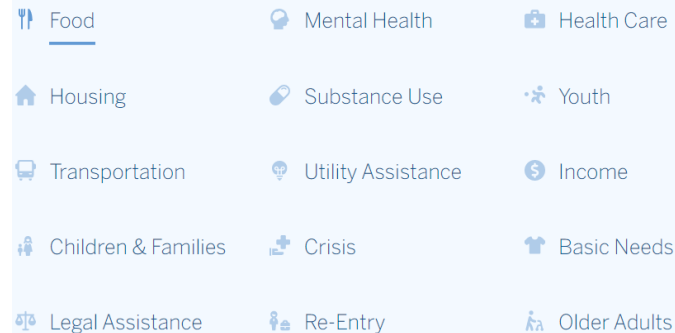 Food Mental Health Health Care
Housing Substance Use Youth
Transportation Utility Assistance Income
Children & Families Crisis Basic Needs
Legal Assistance Re-Entry Older Adults